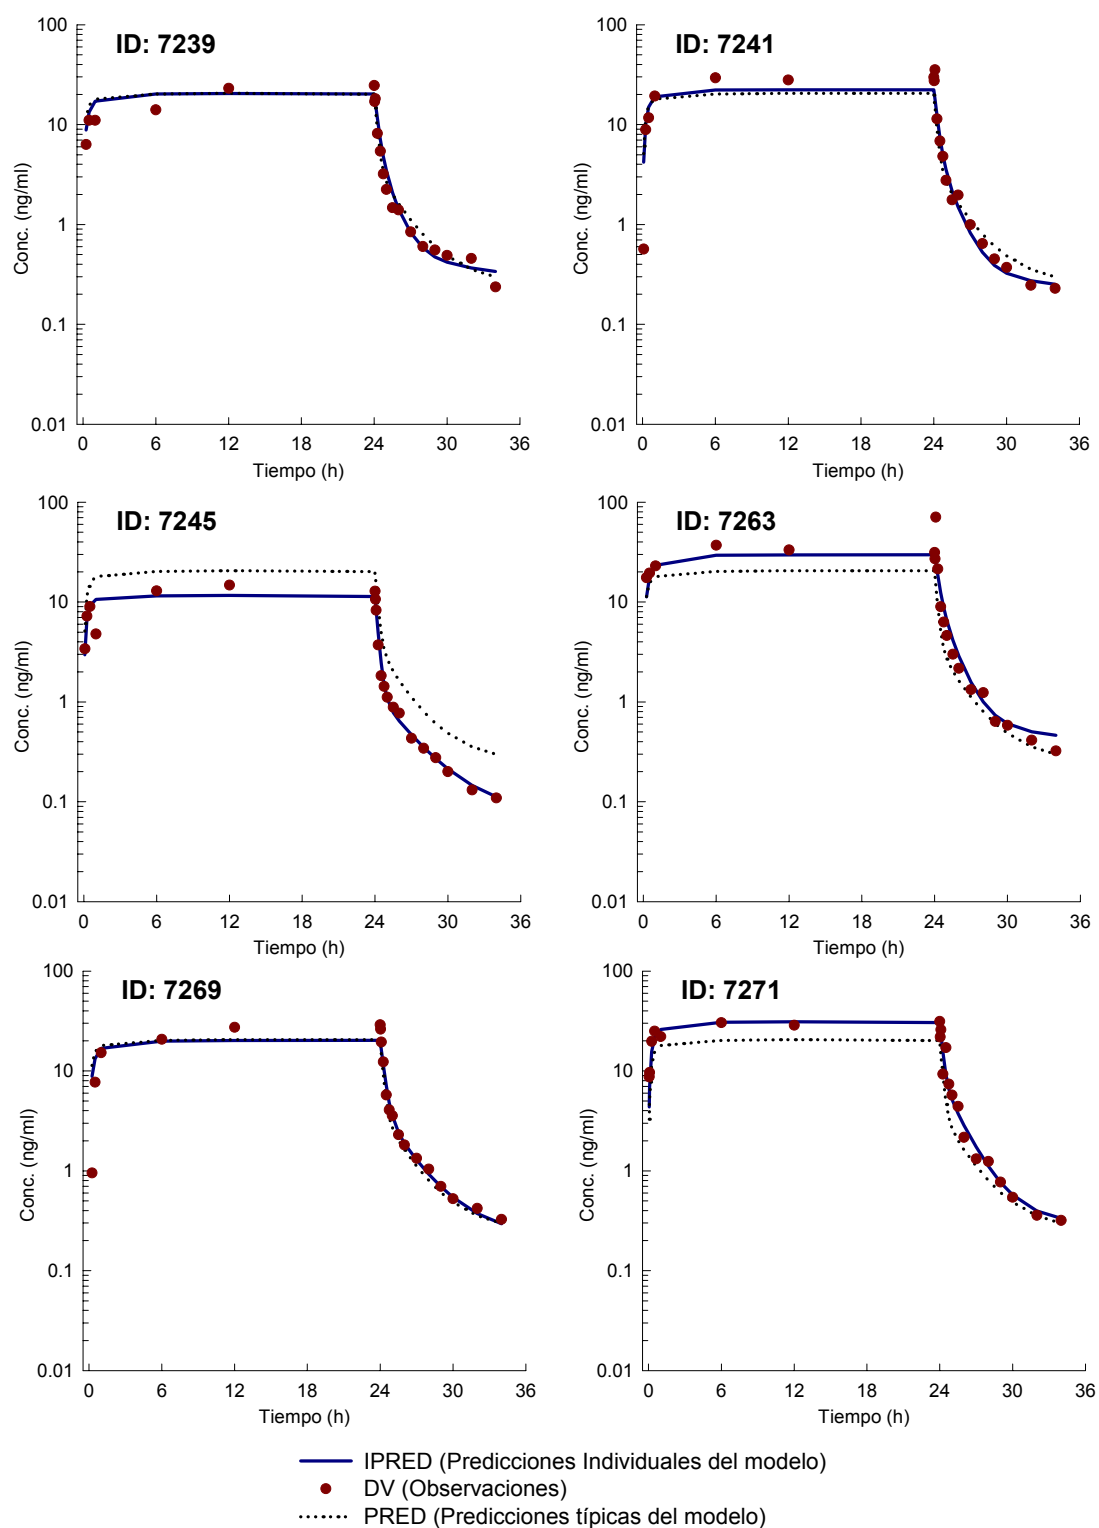 ID: 7239
Conc. (ng/ml)
100
10
1
0.1
0.01
0 6 12 18 24 30 36
Tiempo (h)
ID: 7241
Conc. (ng/ml)
100
10
1
0.1
0.01
0 6 12 18 24 30 36
Tiempo (h)
ID: 7245
Conc. (ng/ml)
100
10
1
0.1
0.01
0 6 12 18 24 30 36
Tiempo (h)
ID: 7263
Conc. (ng/ml)
100
10
1
0.1
0.01
0 6 12 18 24 30 36
Tiempo (h)
ID: 7269
Conc. (ng/ml)
100
10
1
0.1
0.01
0 6 12 18 24 30 36
Tiempo (h)
ID: 7271
Conc. (ng/ml)
100
10
1
0.1
0.01
0 6 12 18 24 30 36
Tiempo (h)
IPRED (Predicciones Individuales del modelo)
DV (Observaciones)
PRED (Predicciones típicas del modelo)